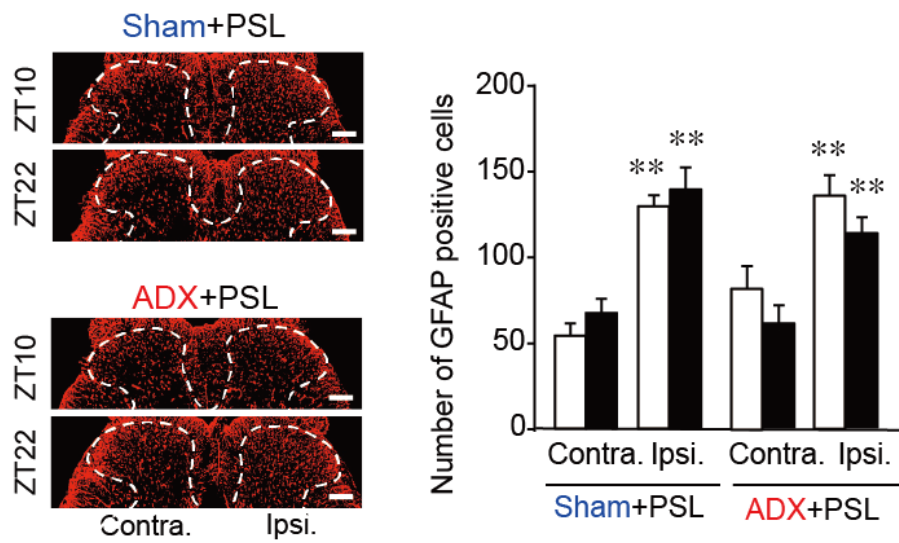 Sham+PSL
ZT10
ZT22
ADX+PSL
ZT10
ZT22
Contra. Ipsi.
Number of GFAP positive cells
200
150
100
50
0
** ** ** **
Contra. Ipsi. Contra. Ipsi.
Sham+PSL ADX+PSL